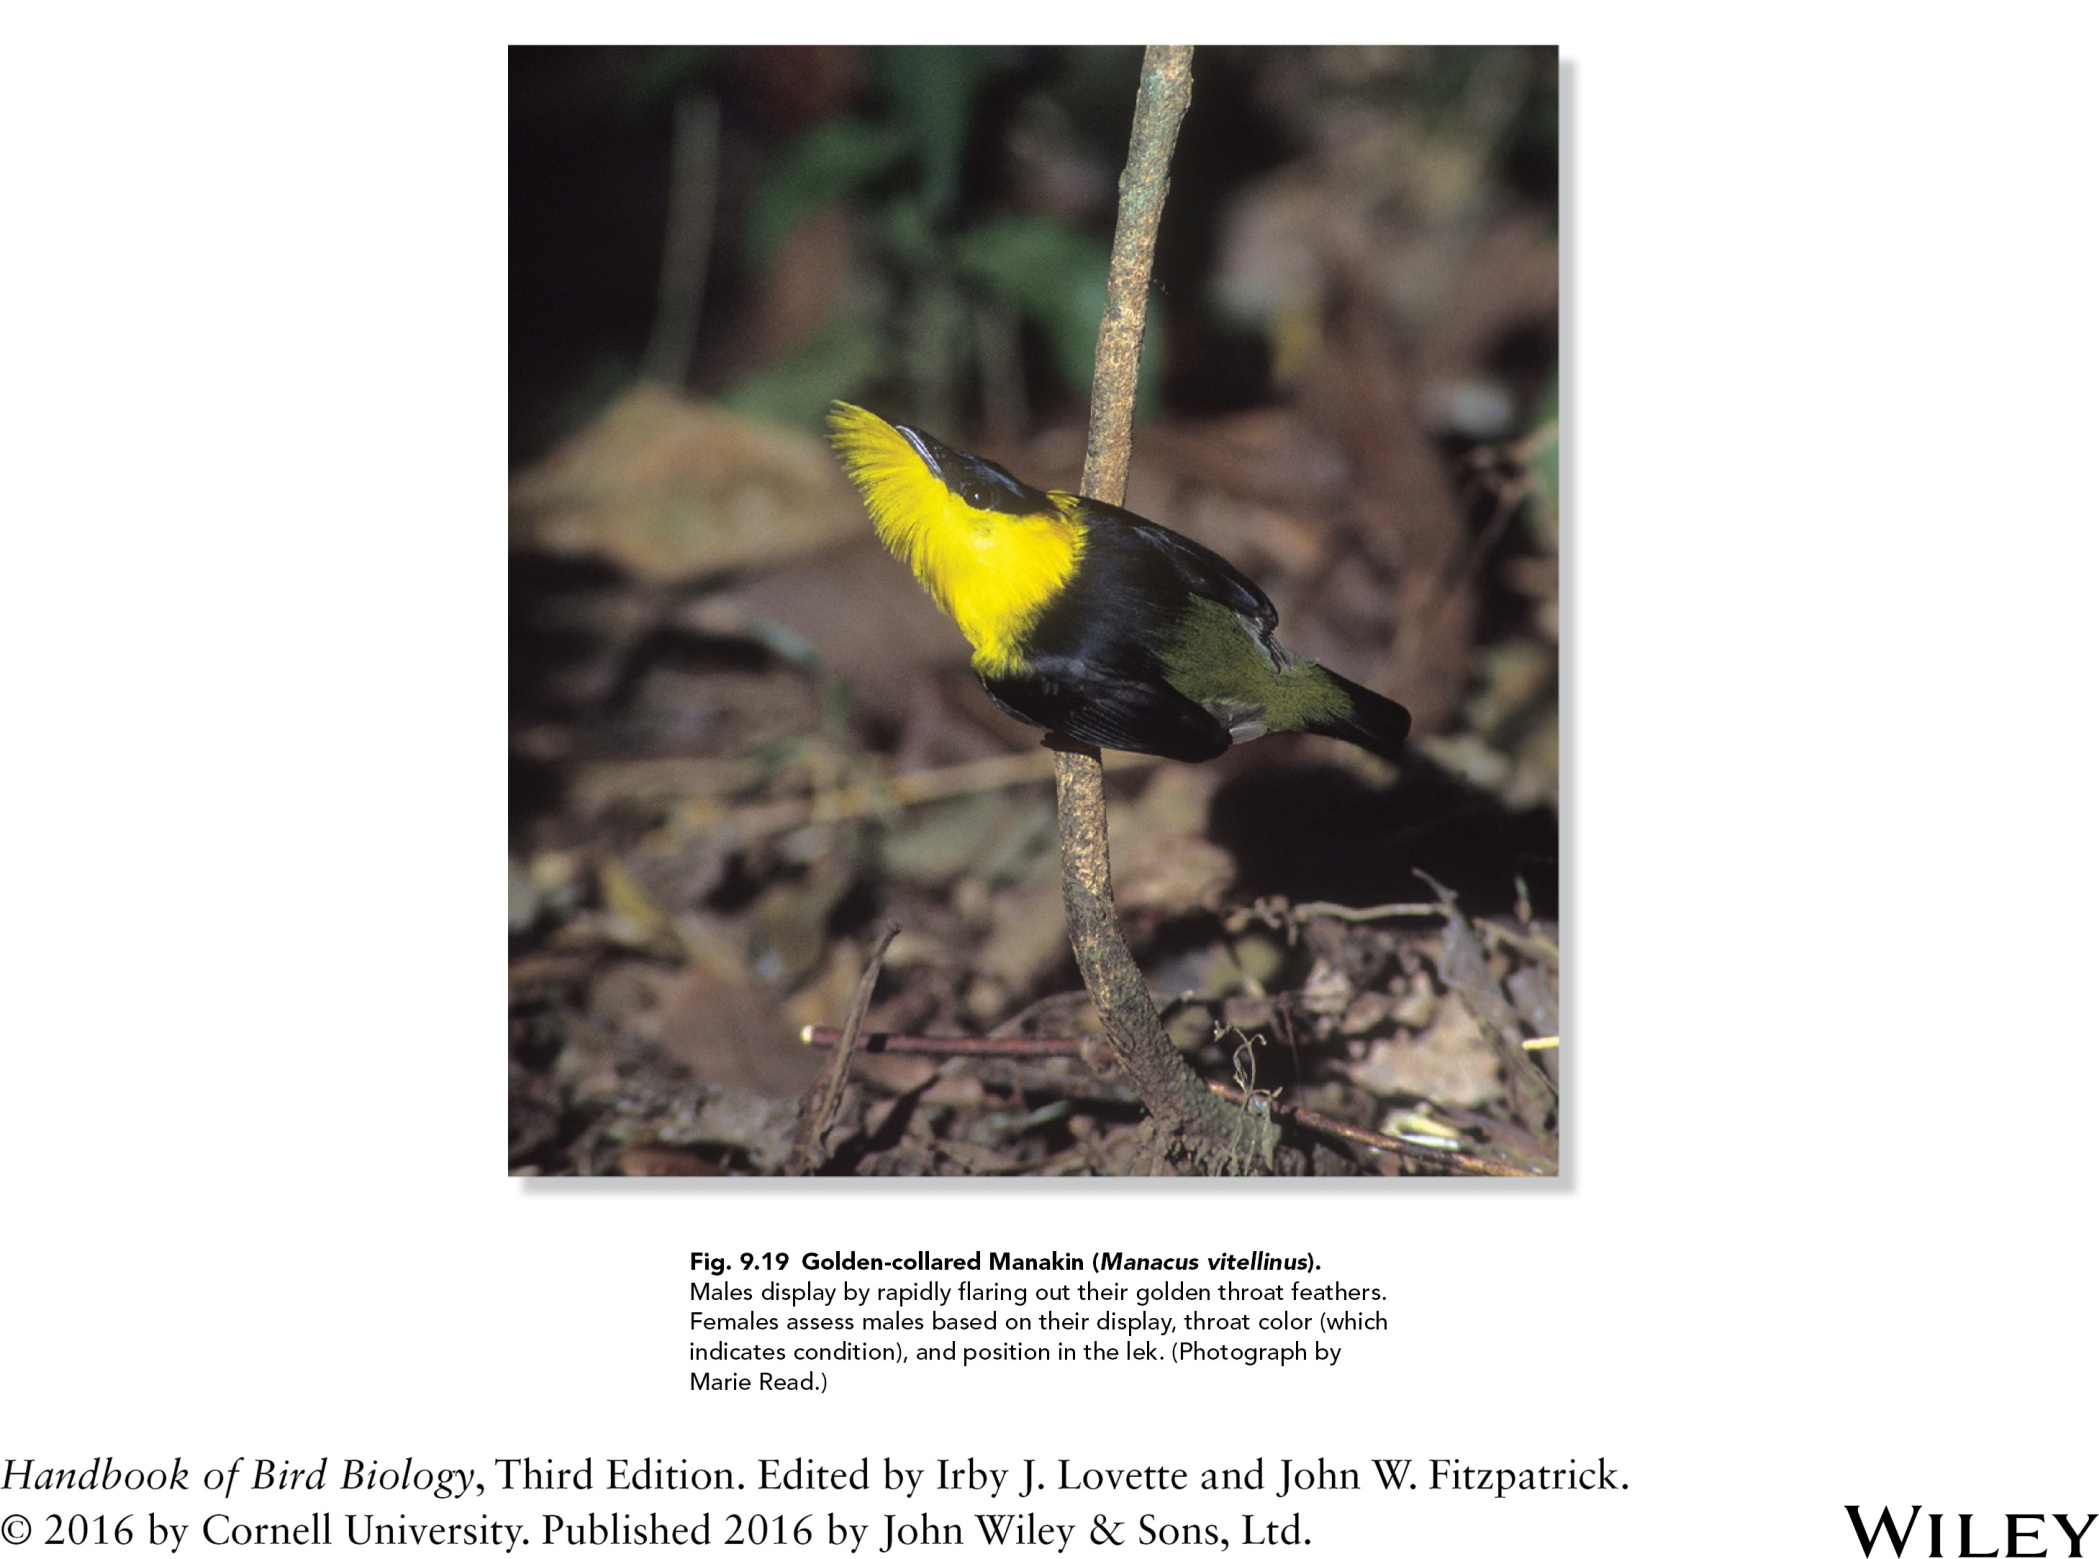 Fig. 9.19 Golden-collared Manakin (Manacus vitellinus).
Males display by rapidly flaring out their golden throat feathers.
Females assess males based on their display, throat color (which
indicates condition), and position in the lek. (Photograph by
Marie Read.)
Handbook of Bird Biology, Third Edition. Edited by Irby J. Lovette and John W. Fitzpatrick.
© 2016 by Cornell University. Published 2016 by John Wiley & Sons, Ltd.
WILEY